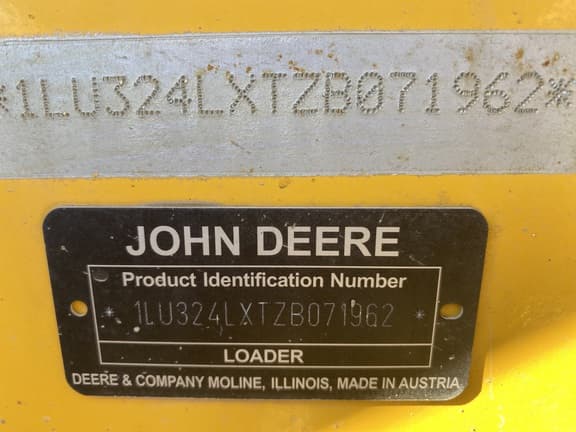 *1LU324LXTZB071962*
JOHN DEERE
Product Identification Number
* 1LU324LXTZB071962 *
LOADER
DEERE & COMPANY MOLINE, ILLINOIS, MADE IN AUSTRIA